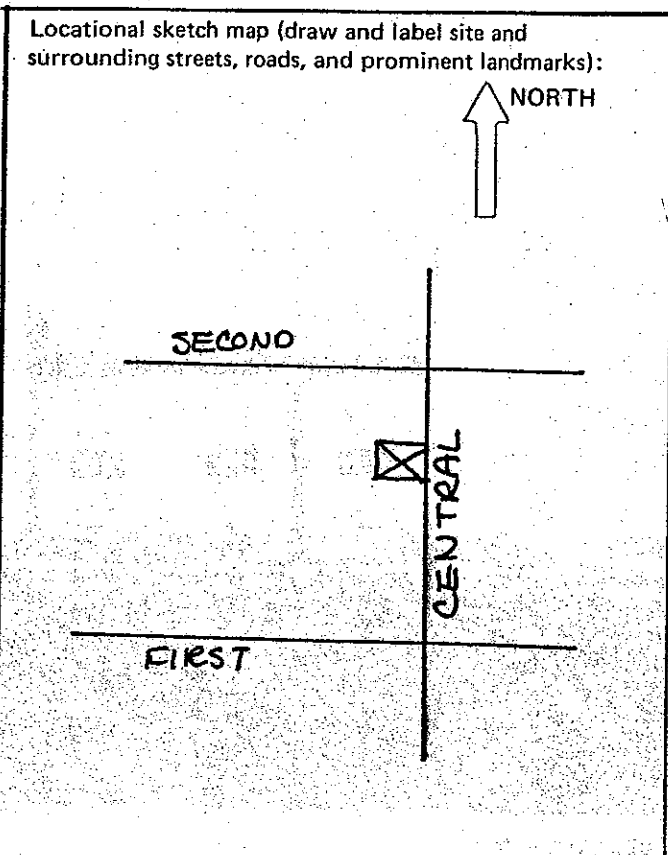 Locational sketch map (draw and label site and
surrounding streets, roads, and prominent landmarks):
NORTH
SECOND
CENTRAL
FIRST